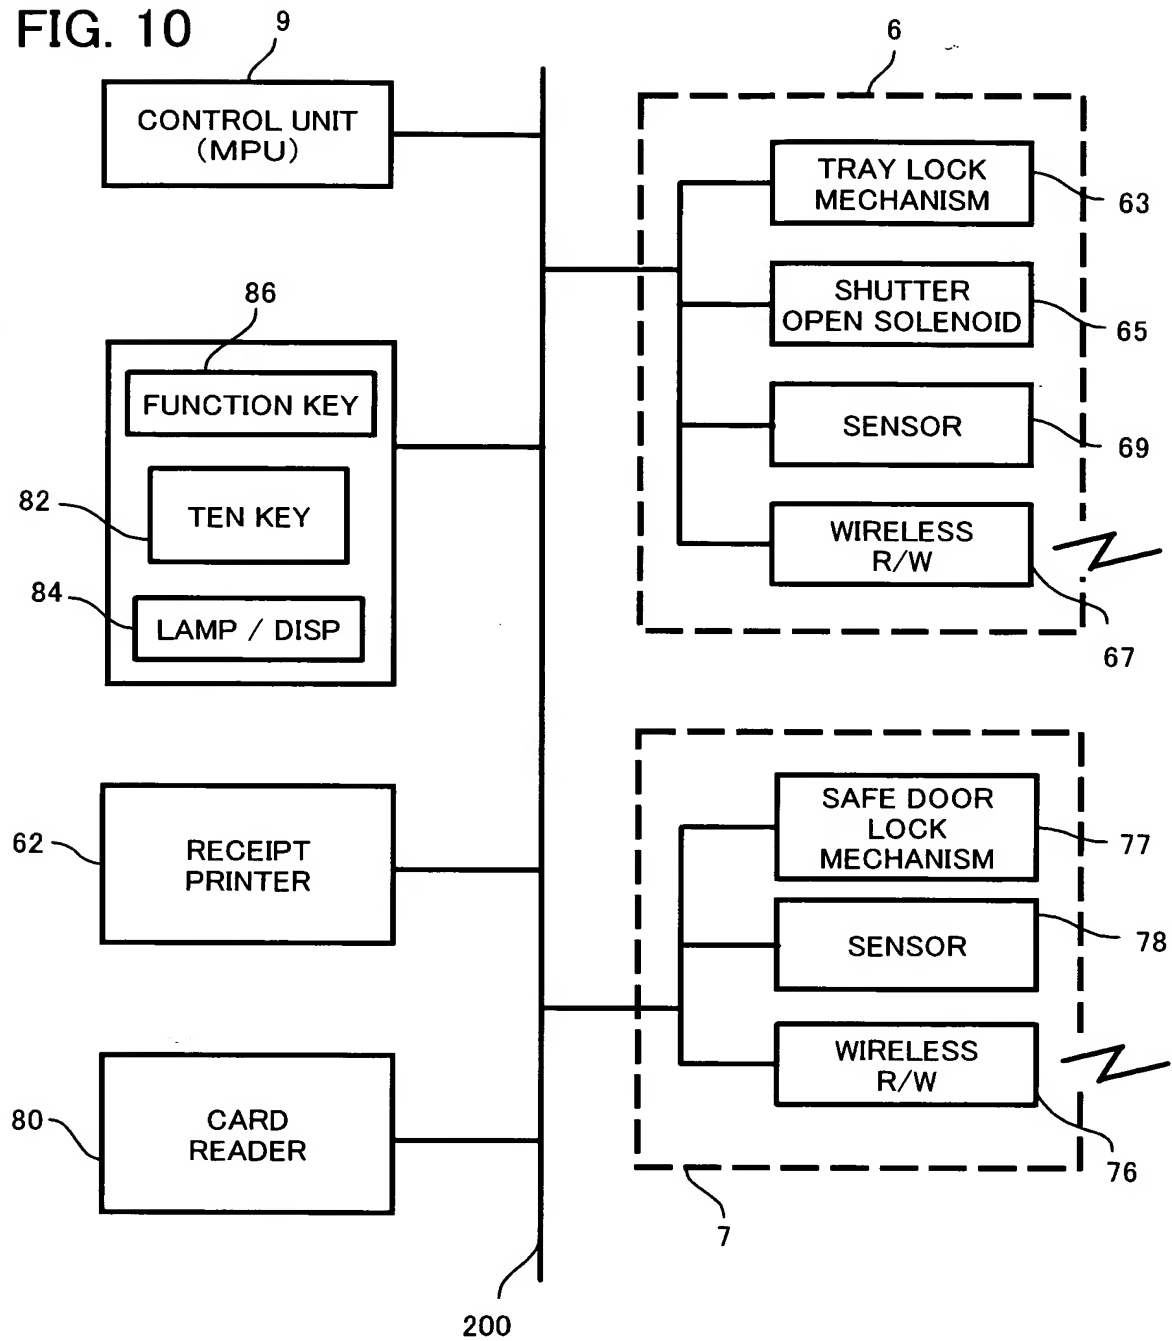 FIG. 10
9
CONTROL UNIT
(MPU)
86
FUNCTION KEY
82
TEN KEY
84
LAMP / DISP
62
RECEIPT
PRINTER
80
CARD
READER
200
6
TRAY LOCK
MECHANISM
63
SHUTTER
OPEN SOLENOID
65
SENSOR
69
WIRELESS
R/W
67
SAFE DOOR
LOCK
MECHANISM
77
SENSOR
78
WIRELESS
R/W
76
7